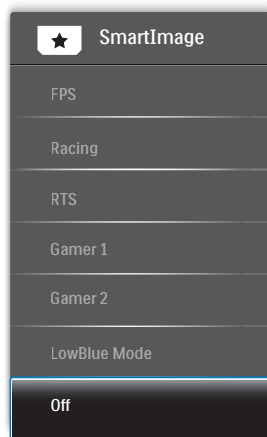 SmartImage
FPS
Racing
RTS
Gamer 1
Gamer 2
LowBlue Mode
Off